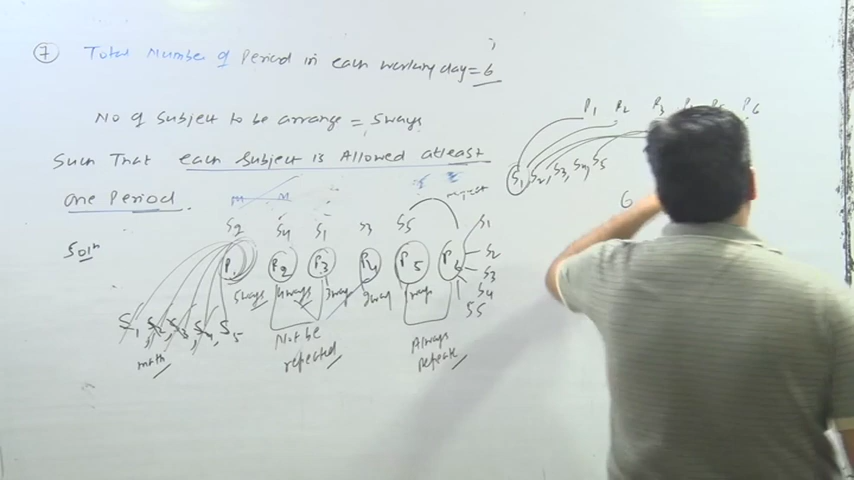 7 Total Number of Period in each working day = 6
No of Subject to be arrange = 5ways
Such That each Subject is Allowed atleast
one Period.
Solⁿ
S2 S4 S1 S3 S5
P1 P2 P3 P4 P5 P6
S1
S2
S3
S4
S5
5ways 4ways 3way 2way 1way
S1, S2, S3, S4, S5
math
Not be
repeated
Always
Repeate
P1 P2 P3 P6
S1, S2, S3, S4, S5
6